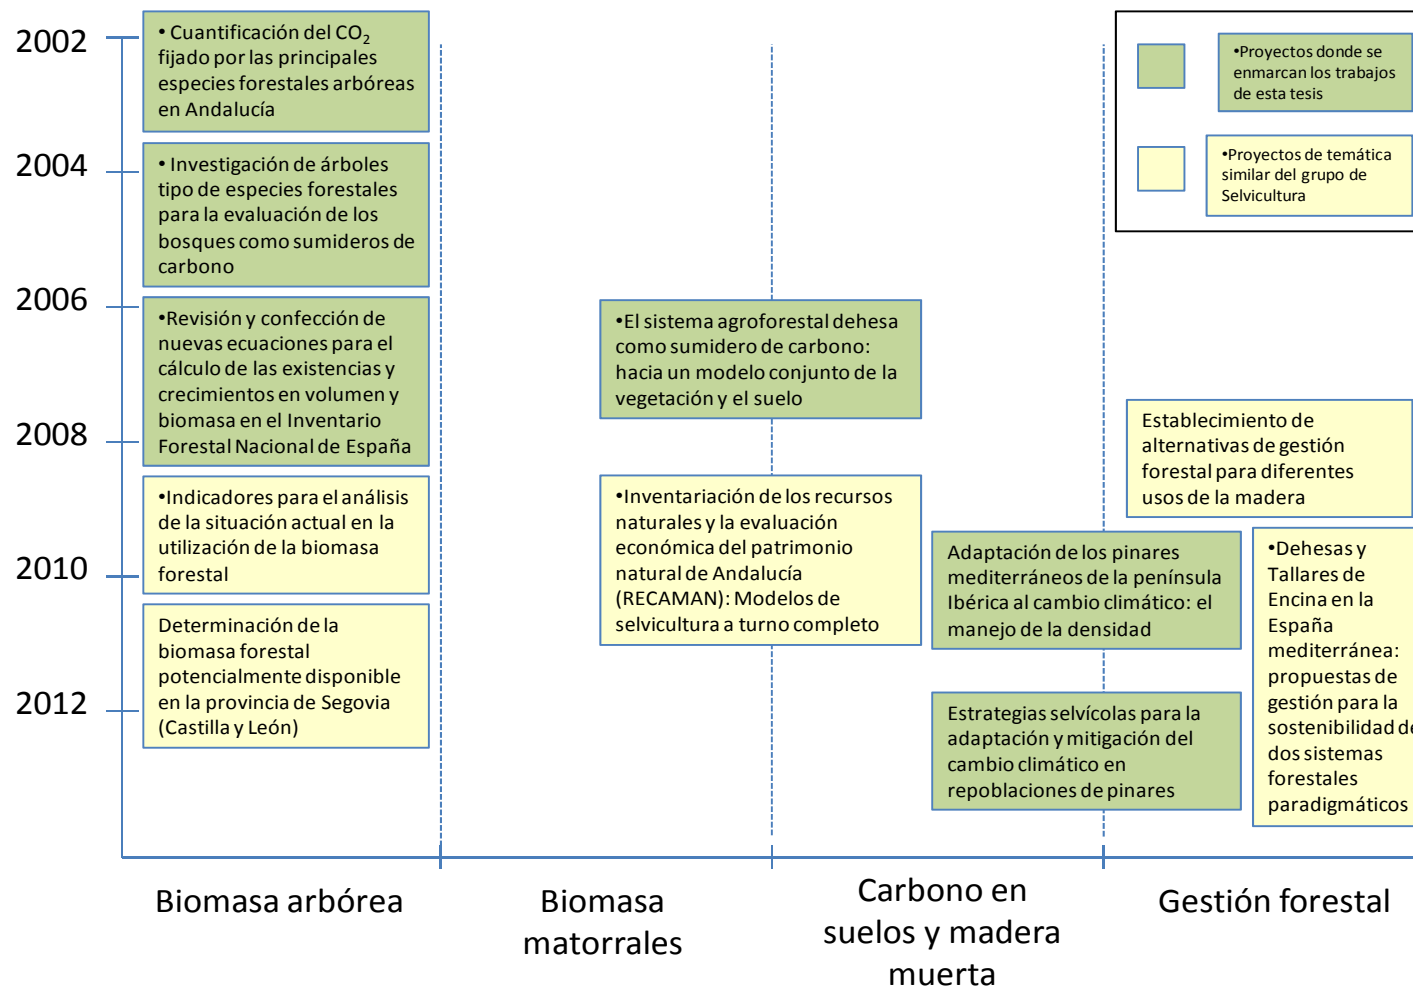 2002
2004
2006
2008
2010
2012
• Cuantificación del CO₂
fijado por las principales
especies forestales arbóreas
en Andalucía
• Investigación de árboles
tipo de especies forestales
para la evaluación de los
bosques como sumideros de
carbono
•Revisión y confección de
nuevas ecuaciones para el
cálculo de las existencias y
crecimientos en volumen y
biomasa en el Inventario
Forestal Nacional de España
•Indicadores para el análisis
de la situación actual en la
utilización de la biomasa
forestal
Determinación de la
biomasa forestal
potencialmente disponible
en la provincia de Segovia
(Castilla y León)
•El sistema agroforestal dehesa
como sumidero de carbono:
hacia un modelo conjunto de la
vegetación y el suelo
•Inventariación de los recursos
naturales y la evaluación
económica del patrimonio
natural de Andalucía
(RECAMAN): Modelos de
selvicultura a turno completo
Adaptación de los pinares
mediterráneos de la península
Ibérica al cambio climático: el
manejo de la densidad
Estrategias selvícolas para la
adaptación y mitigación del
cambio climático en
repoblaciones de pinares
•Proyectos donde se
enmarcan los trabajos
de esta tesis
•Proyectos de temática
similar del grupo de
Selvicultura
Establecimiento de
alternativas de gestión
forestal para diferentes
usos de la madera
•Dehesas y
Tallares de
Encina en la
España
mediterránea:
propuestas de
gestión para la
sostenibilidad de
dos sistemas
forestales
paradigmáticos
Biomasa arbórea
Biomasa
matorrales
Carbono en
suelos y madera
muerta
Gestión forestal